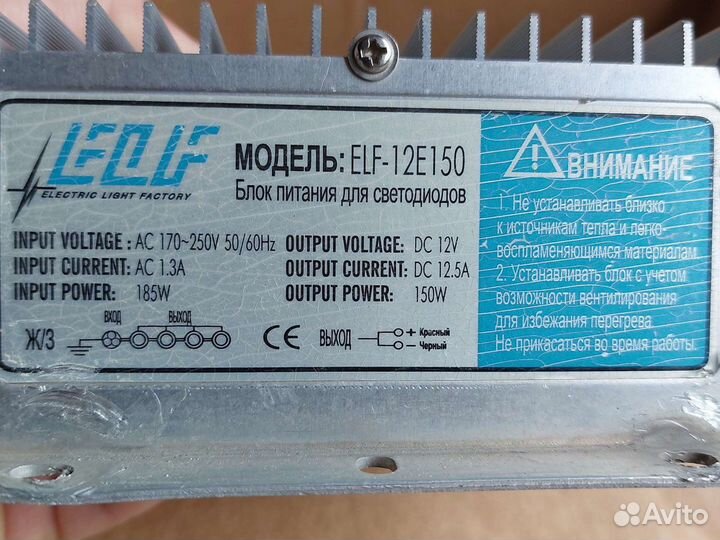 ELF
ELECTRIC LIGHT FACTORY
МОДЕЛЬ: ELF-12E150
Блок питания для светодиодов
INPUT VOLTAGE : AC 170~250V 50/60Hz
INPUT CURRENT: AC 1.3A
INPUT POWER: 185W
OUTPUT VOLTAGE: DC 12V
OUTPUT CURRENT: DC 12.5A
OUTPUT POWER: 150W
Ж/З
ВХОД
ВЫХОД
CE
ВЫХОД
+ Красный
- Черный
ВНИМАНИЕ
1. Не устанавливать близко
к источникам тепла и легко-
воспламеняющимся материалам.
2. Устанавливать блок с учетом
возможности вентилирования
для избежания перегрева.
Не прикасаться во время работы.
Avito